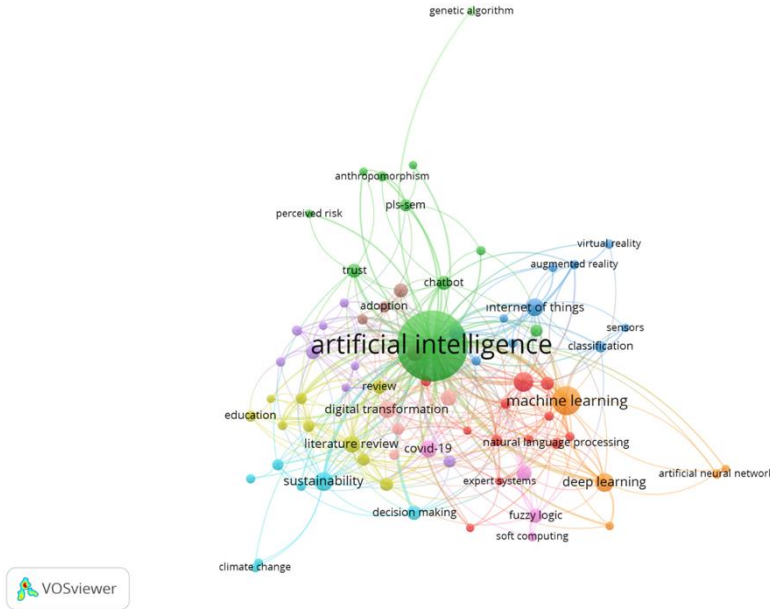 genetic algorithm
anthropomorphism
pls-sem
perceived risk
virtual reality
trust
augmented reality
chatbot
adoption
internet of things
sensors
artificial intelligence
classification
review
machine learning
digital transformation
education
literature review
natural language processing
covid-19
artificial neural network
sustainability
expert systems
deep learning
decision making
fuzzy logic
soft computing
climate change
VOSviewer